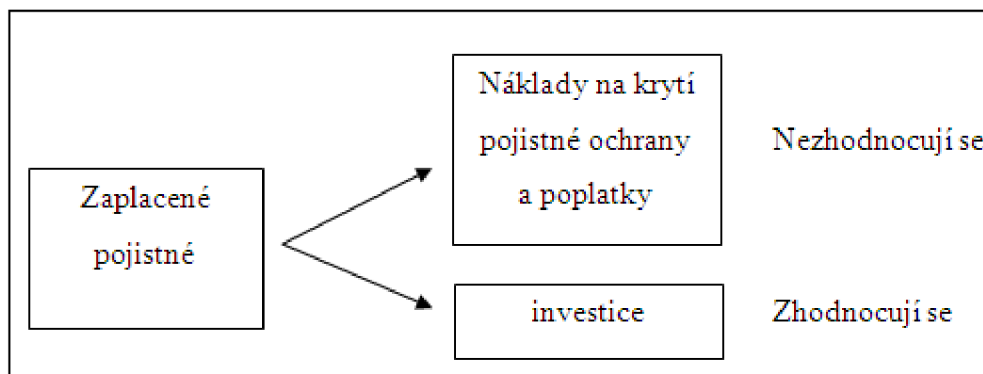 Zaplacené
pojistné
Náklady na krytí
pojistné ochrany
a poplatky
Nezhodnocují se
investice
Zhodnocují se